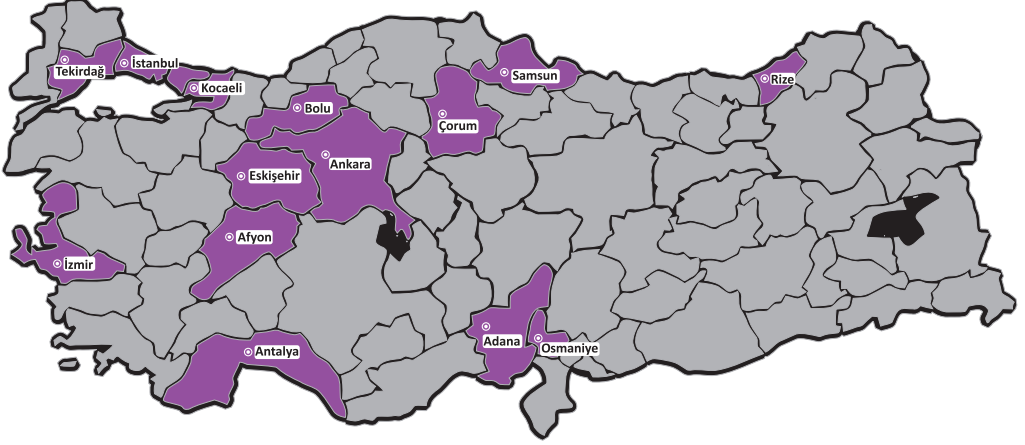 Tekirdağ
İstanbul
Kocaeli
Samsun
Rize
Bolu
Çorum
Ankara
Eskişehir
Afyon
İzmir
Adana
Osmaniye
Antalya